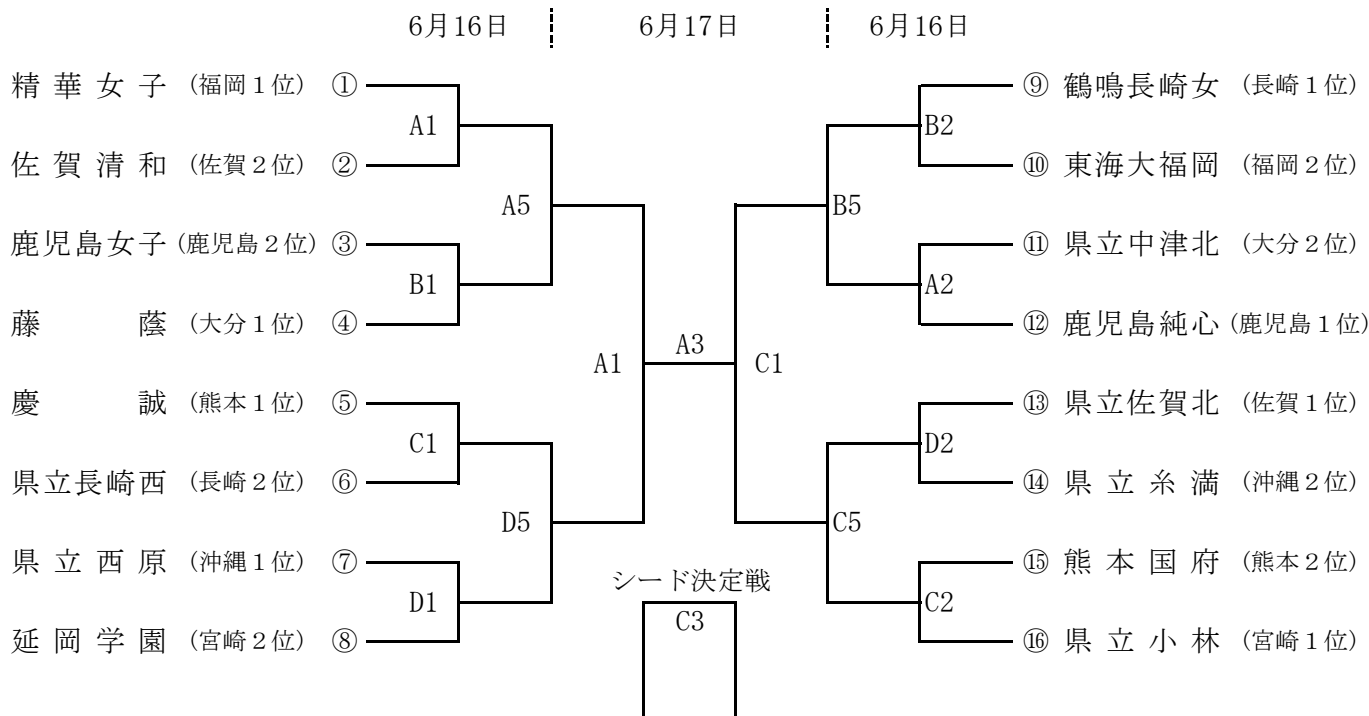 6月16日 6月17日 6月16日
精華女子 (福岡1位) ① ⑨ 鶴鳴長崎女 (長崎1位)
A1 B2
佐賀清和 (佐賀2位) ② ⑩ 東海大福岡 (福岡2位)
A5 B5
鹿児島女子 (鹿児島2位) ③ ⑪ 県立中津北 (大分2位)
B1 A2
藤蔭 (大分1位) ④ ⑫ 鹿児島純心 (鹿児島1位)
A1 A3 C1
慶誠 (熊本1位) ⑤ ⑬ 県立佐賀北 (佐賀1位)
C1 D2
県立長崎西 (長崎2位) ⑥ ⑭ 県立糸満 (沖縄2位)
D5 C5
県立西原 (沖縄1位) ⑦ ⑮ 熊本国府 (熊本2位)
シード決定戦
D1 C3 C2
延岡学園 (宮崎2位) ⑧ ⑯ 県立小林 (宮崎1位)